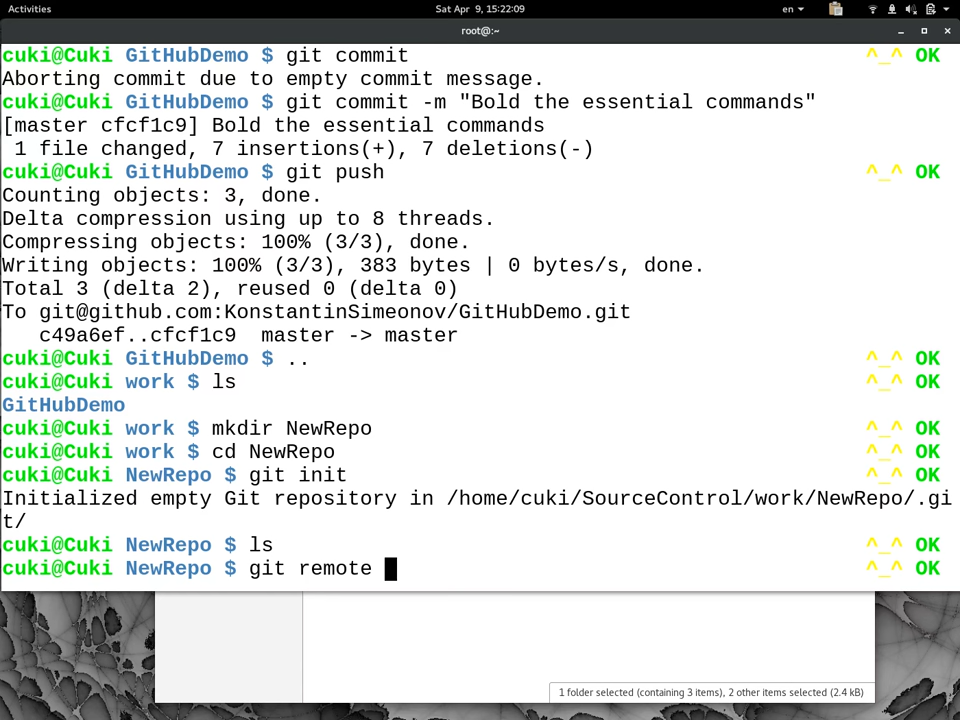 Activities Sat Apr 9, 15:22:09 en
root@:~
cuki@Cuki GitHubDemo $ git commit ^_^ OK
Aborting commit due to empty commit message.
cuki@Cuki GitHubDemo $ git commit -m "Bold the essential commands"
[master cfcf1c9] Bold the essential commands
 1 file changed, 7 insertions(+), 7 deletions(-)
cuki@Cuki GitHubDemo $ git push ^_^ OK
Counting objects: 3, done.
Delta compression using up to 8 threads.
Compressing objects: 100% (3/3), done.
Writing objects: 100% (3/3), 383 bytes | 0 bytes/s, done.
Total 3 (delta 2), reused 0 (delta 0)
To git@github.com:KonstantinSimeonov/GitHubDemo.git
   c49a6ef..cfcf1c9  master -> master
cuki@Cuki GitHubDemo $ .. ^_^ OK
cuki@Cuki work $ ls ^_^ OK
GitHubDemo
cuki@Cuki work $ mkdir NewRepo ^_^ OK
cuki@Cuki work $ cd NewRepo ^_^ OK
cuki@Cuki NewRepo $ git init ^_^ OK
Initialized empty Git repository in /home/cuki/SourceControl/work/NewRepo/.gi
t/
cuki@Cuki NewRepo $ ls ^_^ OK
cuki@Cuki NewRepo $ git remote ^_^ OK
1 folder selected (containing 3 items), 2 other items selected (2.4 kB)